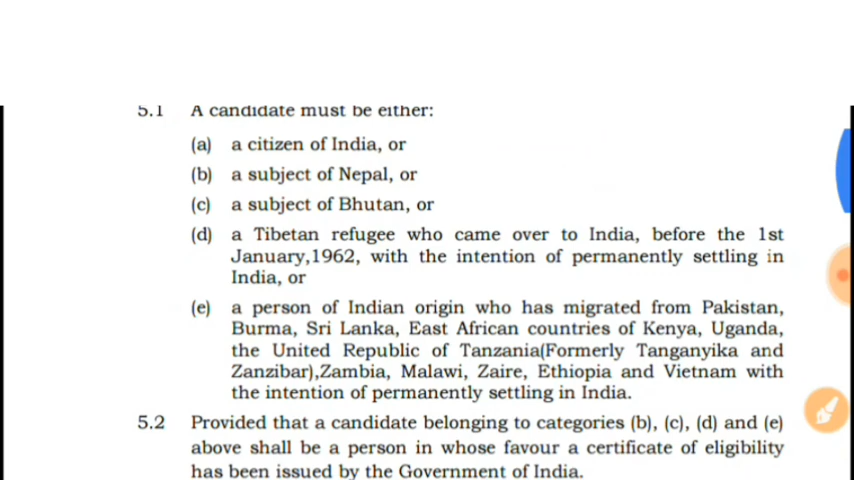 5.1 A candidate must be either:
(a) a citizen of India, or
(b) a subject of Nepal, or
(c) a subject of Bhutan, or
(d) a Tibetan refugee who came over to India, before the 1st
January,1962, with the intention of permanently settling in
India, or
(e) a person of Indian origin who has migrated from Pakistan,
Burma, Sri Lanka, East African countries of Kenya, Uganda,
the United Republic of Tanzania(Formerly Tanganyika and
Zanzibar),Zambia, Malawi, Zaire, Ethiopia and Vietnam with
the intention of permanently settling in India.
5.2 Provided that a candidate belonging to categories (b), (c), (d) and (e)
above shall be a person in whose favour a certificate of eligibility
has been issued by the Government of India.